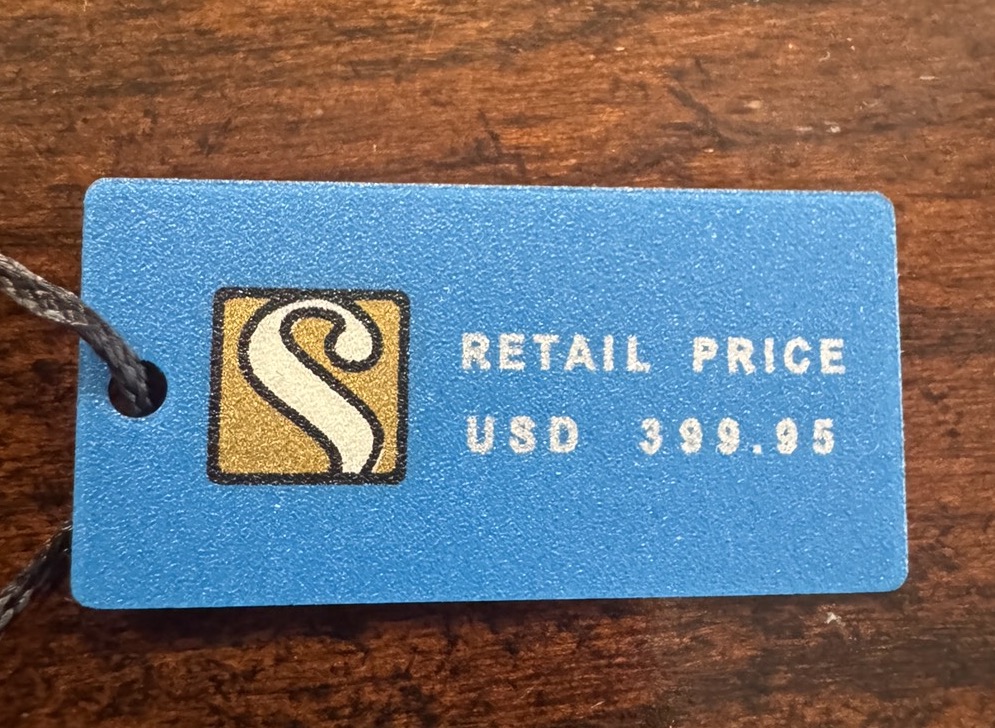 S
RETAIL PRICE
USD 399.95